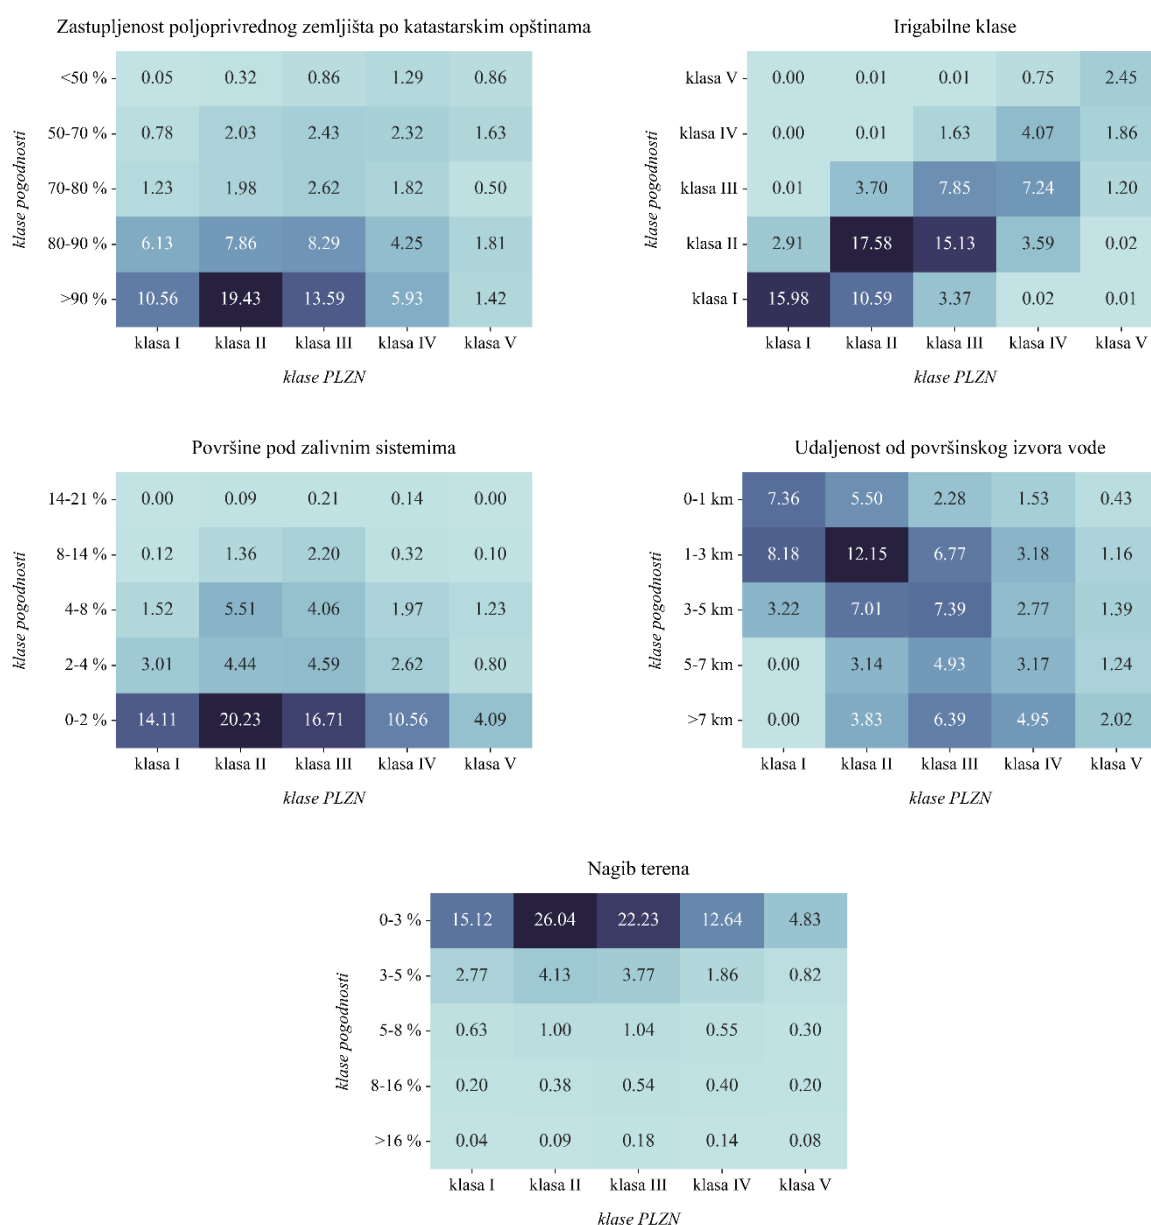 Zastupljenost poljoprivrednog zemljišta po katastarskim opštinama
klase pogodnosti
<50 % 0.05 0.32 0.86 1.29 0.86
50-70 % 0.78 2.03 2.43 2.32 1.63
70-80 % 1.23 1.98 2.62 1.82 0.50
80-90 % 6.13 7.86 8.29 4.25 1.81
>90 % 10.56 19.43 13.59 5.93 1.42
klasa I klasa II klasa III klasa IV klasa V
klase PLZN
Irigabilne klase
klase pogodnosti
klasa V 0.00 0.01 0.01 0.75 2.45
klasa IV 0.00 0.01 1.63 4.07 1.86
klasa III 0.01 3.70 7.85 7.24 1.20
klasa II 2.91 17.58 15.13 3.59 0.02
klasa I 15.98 10.59 3.37 0.02 0.01
klasa I klasa II klasa III klasa IV klasa V
klase PLZN
Površine pod zalivnim sistemima
klase pogodnosti
14-21 % 0.00 0.09 0.21 0.14 0.00
8-14 % 0.12 1.36 2.20 0.32 0.10
4-8 % 1.52 5.51 4.06 1.97 1.23
2-4 % 3.01 4.44 4.59 2.62 0.80
0-2 % 14.11 20.23 16.71 10.56 4.09
klasa I klasa II klasa III klasa IV klasa V
klase PLZN
Udaljenost od površinskog izvora vode
klase pogodnosti
0-1 km 7.36 5.50 2.28 1.53 0.43
1-3 km 8.18 12.15 6.77 3.18 1.16
3-5 km 3.22 7.01 7.39 2.77 1.39
5-7 km 0.00 3.14 4.93 3.17 1.24
>7 km 0.00 3.83 6.39 4.95 2.02
klasa I klasa II klasa III klasa IV klasa V
klase PLZN
Nagib terena
klase pogodnosti
0-3 % 15.12 26.04 22.23 12.64 4.83
3-5 % 2.77 4.13 3.77 1.86 0.82
5-8 % 0.63 1.00 1.04 0.55 0.30
8-16 % 0.20 0.38 0.54 0.40 0.20
>16 % 0.04 0.09 0.18 0.14 0.08
klasa I klasa II klasa III klasa IV klasa V
klase PLZN